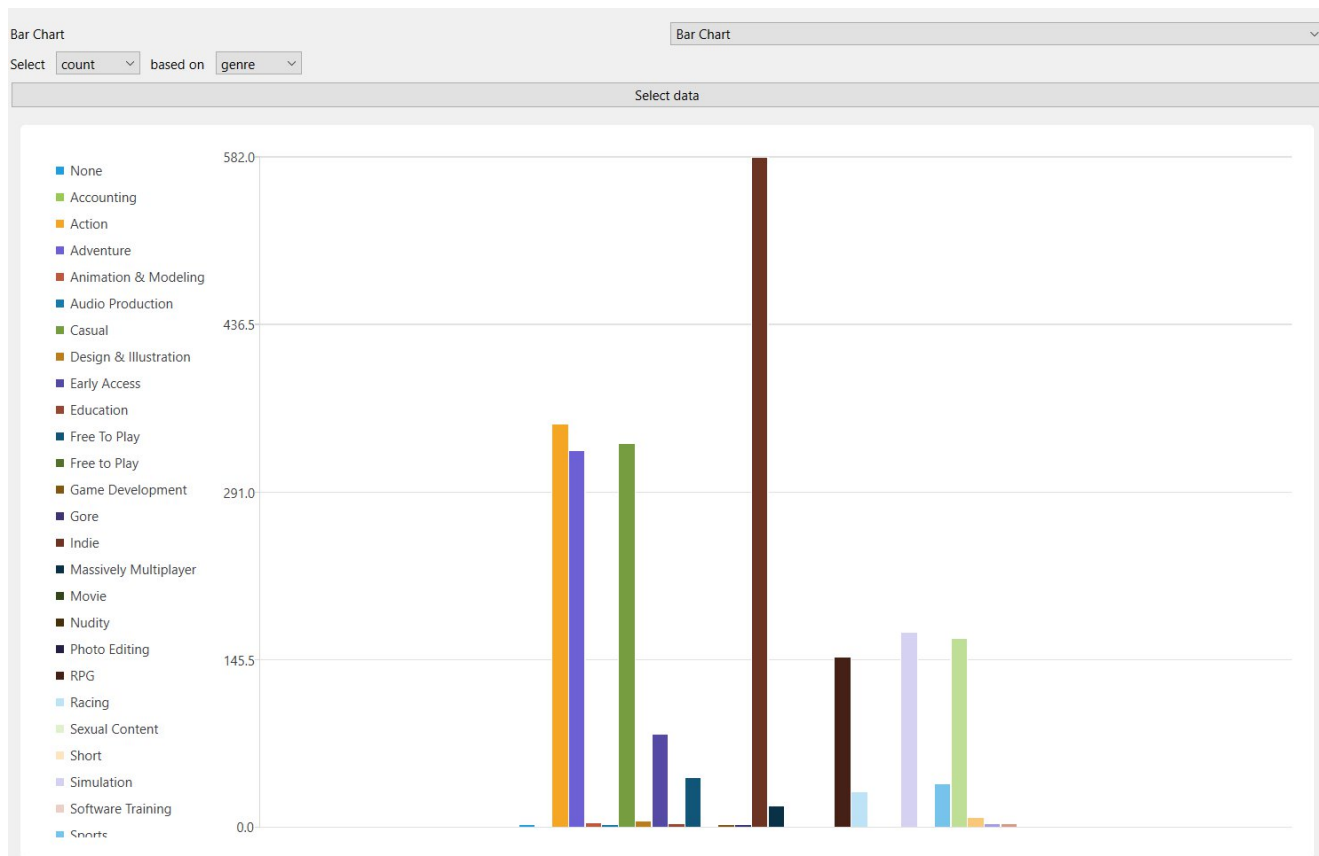 Bar Chart Bar Chart
Select count based on genre
Select data
None
Accounting
Action
Adventure
Animation & Modeling
Audio Production
Casual
Design & Illustration
Early Access
Education
Free To Play
Free to Play
Game Development
Gore
Indie
Massively Multiplayer
Movie
Nudity
Photo Editing
RPG
Racing
Sexual Content
Short
Simulation
Software Training
Sports
582.0
436.5
291.0
145.5
0.0